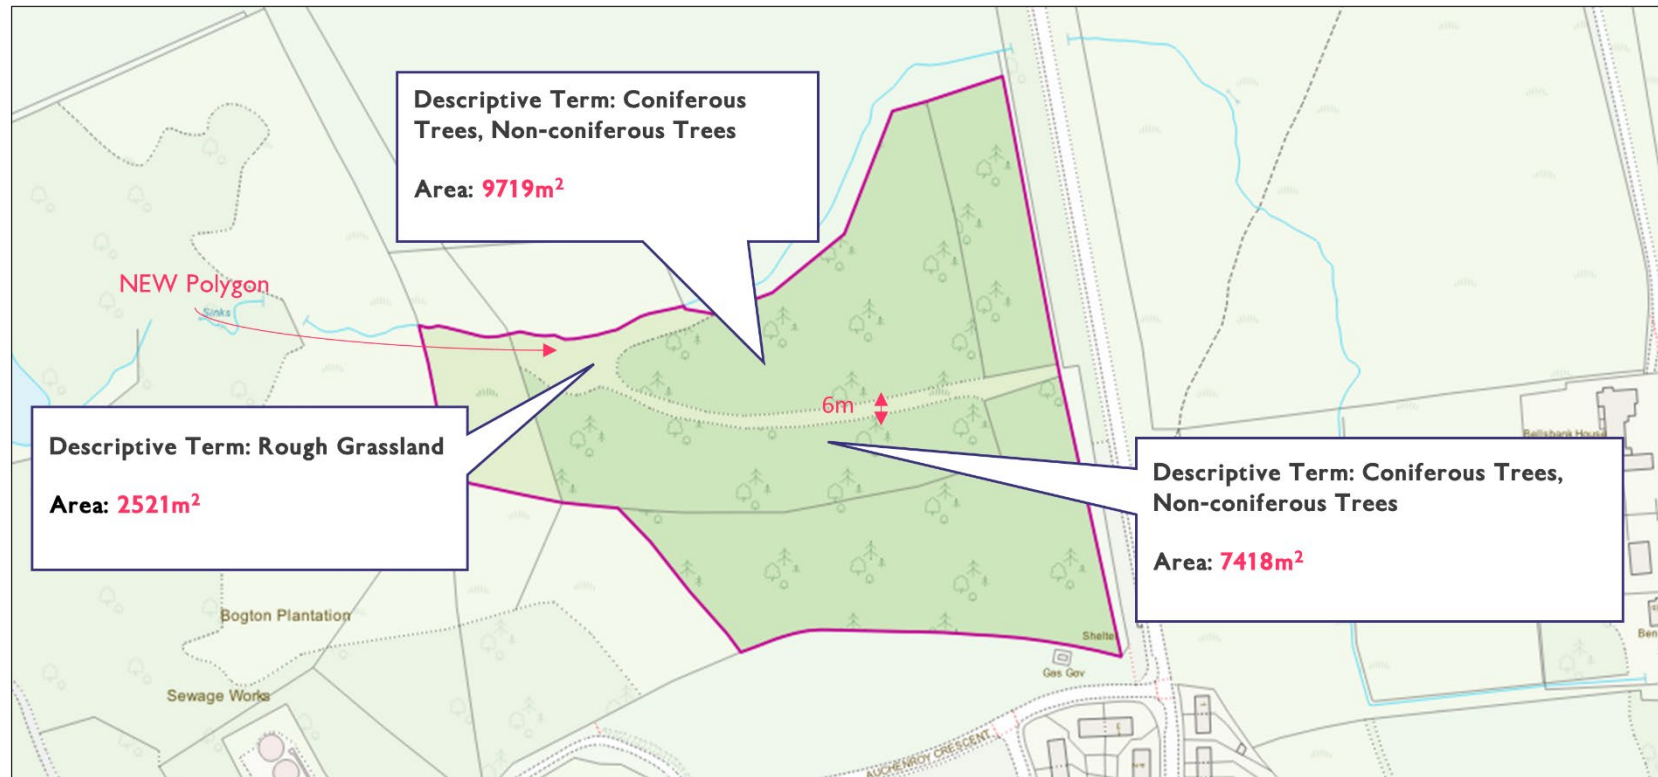 Descriptive Term: Coniferous
Trees, Non-coniferous Trees
Area: 9719m²
NEW Polygon
Sinks
6m
Descriptive Term: Rough Grassland
Area: 2521m²
Descriptive Term: Coniferous Trees,
Non-coniferous Trees
Area: 7418m²
Bellsbank House
Bogton Plantation
Shelter
Gas Gov
Ben
Sewage Works
AUCHENROY CRESCENT